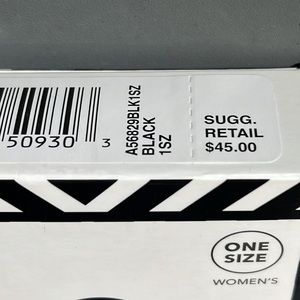 50930 3
A56829BLK1SZ
BLACK
1SZ
SUGG.
RETAIL
$45.00
ONE
SIZE
WOMEN'S